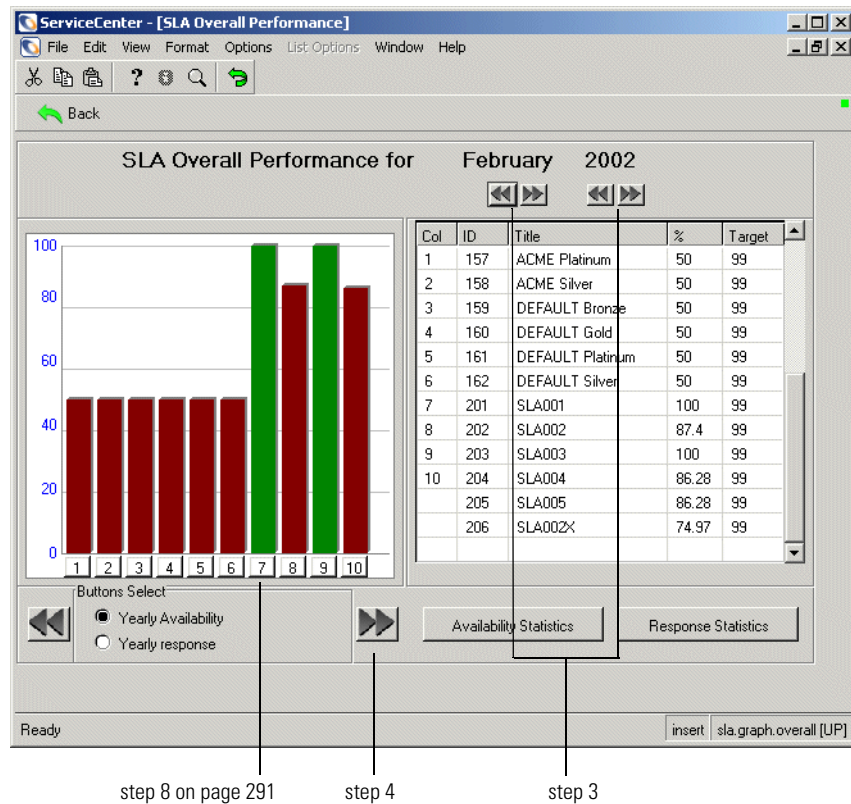 ServiceCenter - [SLA Overall Performance]
File Edit View Format Options List Options Window Help
Back
SLA Overall Performance for February 2002
100
80
60
40
20
0
1 2 3 4 5 6 7 8 9 10
Col ID Title % Target
1 157 ACME Platinum 50 99
2 158 ACME Silver 50 99
3 159 DEFAULT Bronze 50 99
4 160 DEFAULT Gold 50 99
5 161 DEFAULT Platinum 50 99
6 162 DEFAULT Silver 50 99
7 201 SLA001 100 99
8 202 SLA002 87.4 99
9 203 SLA003 100 99
10 204 SLA004 86.28 99
205 SLA005 86.28 99
206 SLA002X 74.97 99
Buttons Select
Yearly Availability
Yearly response
Availability Statistics Response Statistics
Ready insert sla.graph.overall [UP]
step 8 on page 291 step 4 step 3